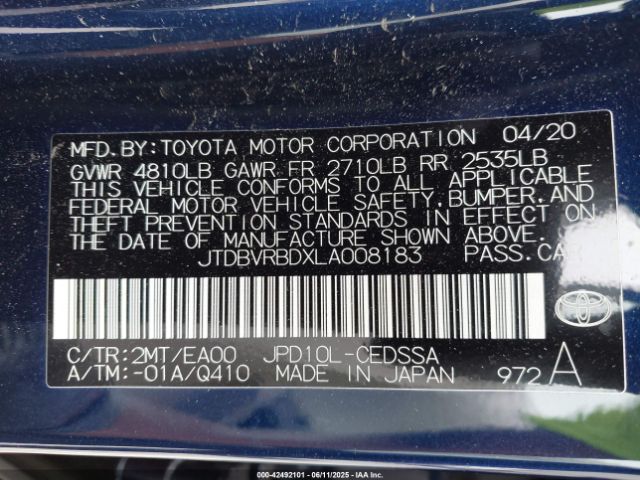 MFD. BY: TOYOTA MOTOR CORPORATION 04/20
GVWR 4810LB GAWR FR 2710LB RR 2535LB
THIS VEHICLE CONFORMS TO ALL APPLICABLE
FEDERAL MOTOR VEHICLE SAFETY, BUMPER, AND
THEFT PREVENTION STANDARDS IN EFFECT ON
THE DATE OF MANUFACTURE SHOWN ABOVE.
JTDBVRBDXLA008183 PASS. CAR
C/TR: 2MT/EA00 JPD10L-CEDSSA
A/TM: -01A/Q410 MADE IN JAPAN 972 A
000-42492101 - 06/11/2025 - IAA Inc.